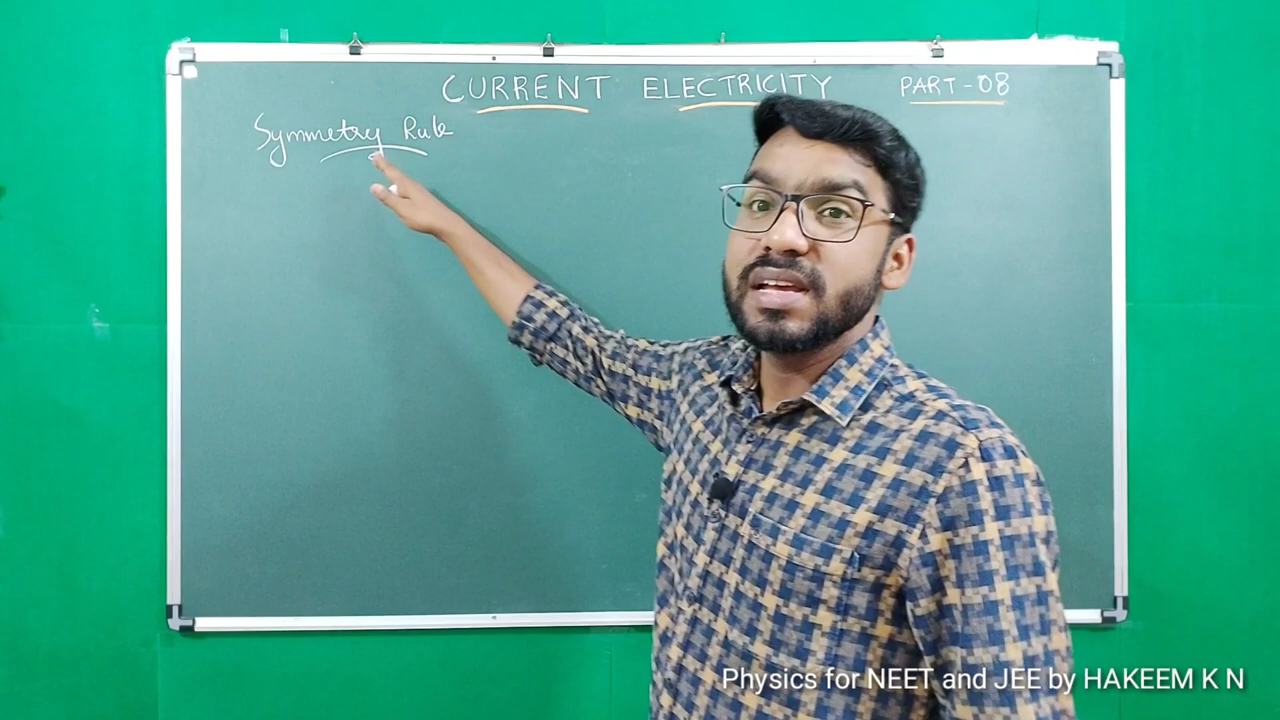 CURRENT ELECTRICITY PART-08
Symmetry Rule
Physics for NEET and JEE by HAKEEM K N